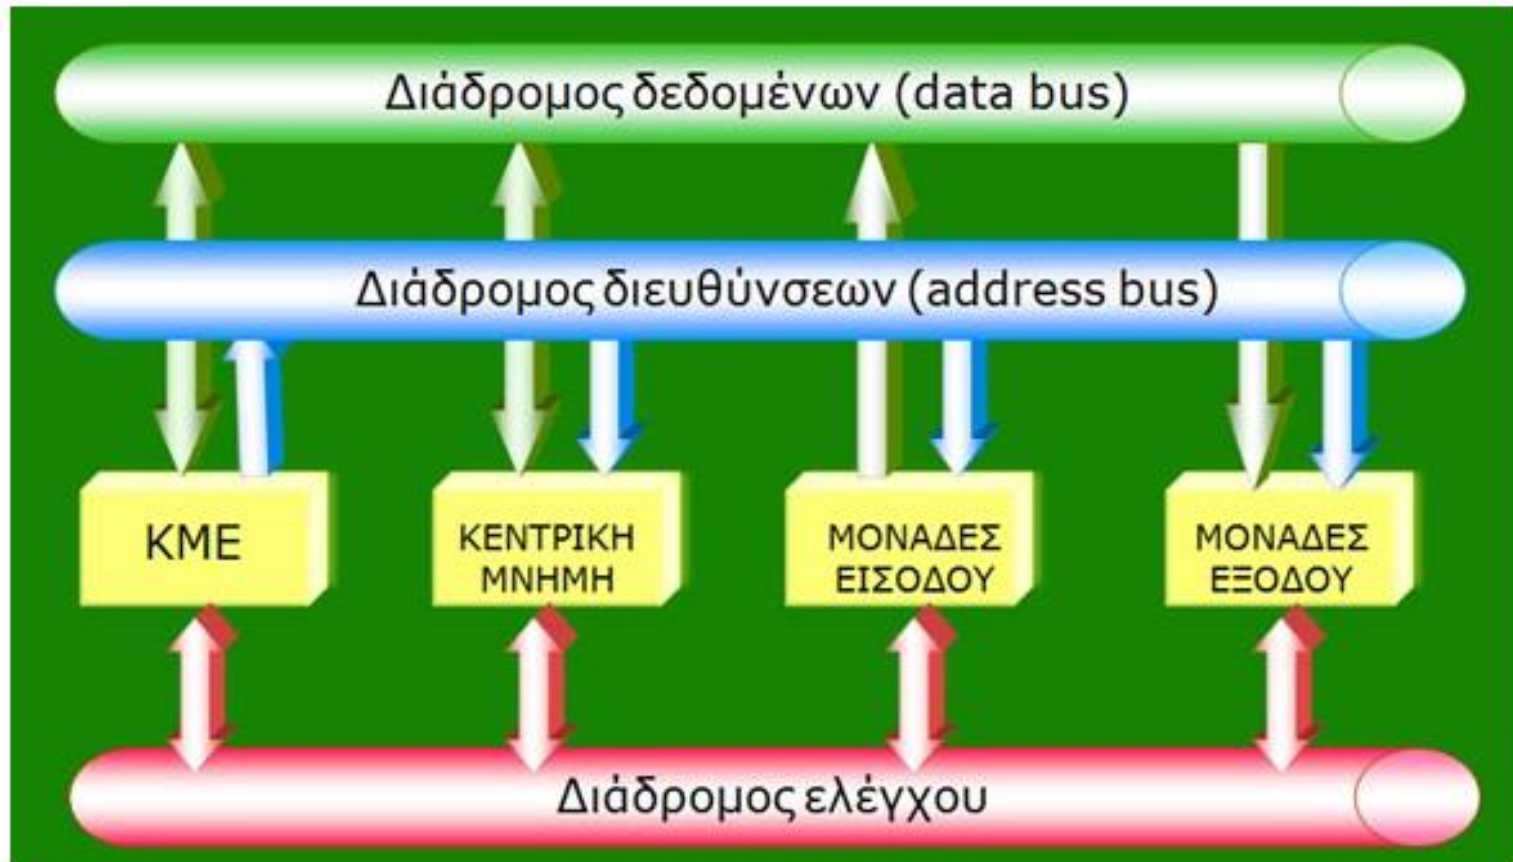 Διάδρομος δεδομένων (data bus)
Διάδρομος διευθύνσεων (address bus)
ΚΜΕ
ΚΕΝΤΡΙΚΗ
ΜΝΗΜΗ
ΜΟΝΑΔΕΣ
ΕΙΣΟΔΟΥ
ΜΟΝΑΔΕΣ
ΕΞΟΔΟΥ
Διάδρομος ελέγχου